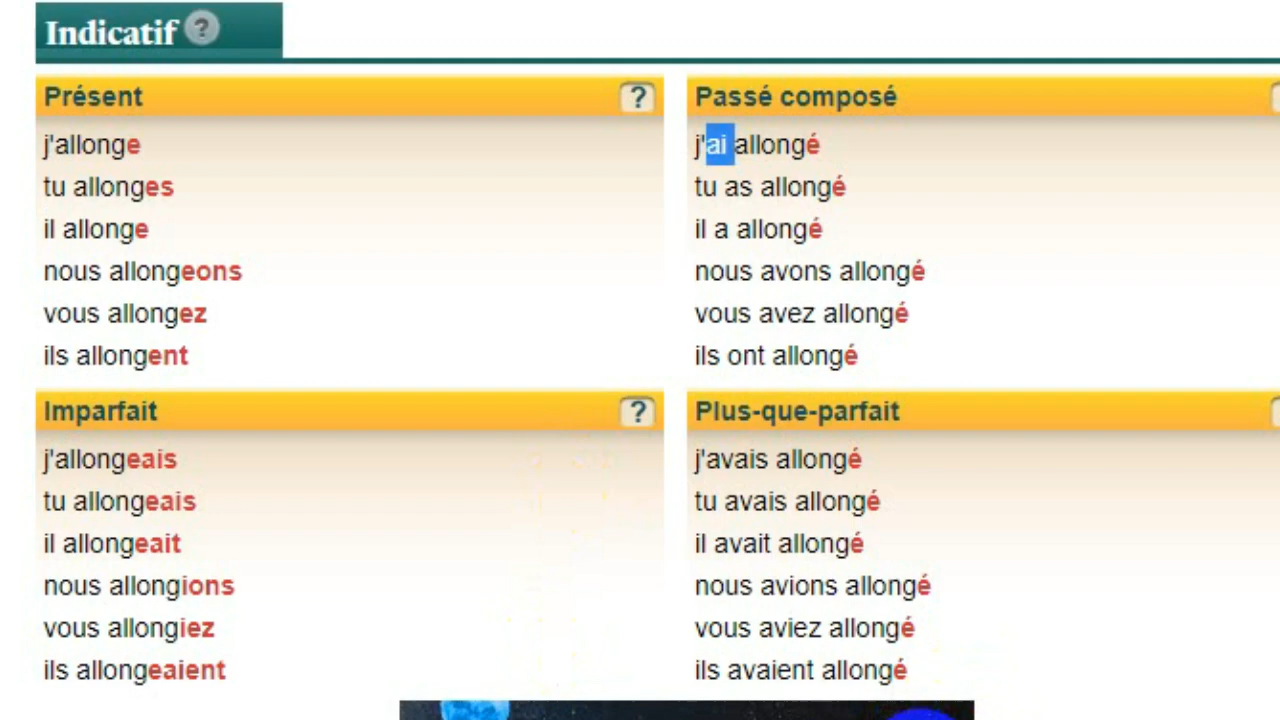 Indicatif ?
Présent ?
j'allonge
tu allonges
il allonge
nous allongeons
vous allongez
ils allongent
Passé composé
j'ai allongé
tu as allongé
il a allongé
nous avons allongé
vous avez allongé
ils ont allongé
Imparfait ?
j'allongeais
tu allongeais
il allongeait
nous allongions
vous allongiez
ils allongeaient
Plus-que-parfait
j'avais allongé
tu avais allongé
il avait allongé
nous avions allongé
vous aviez allongé
ils avaient allongé